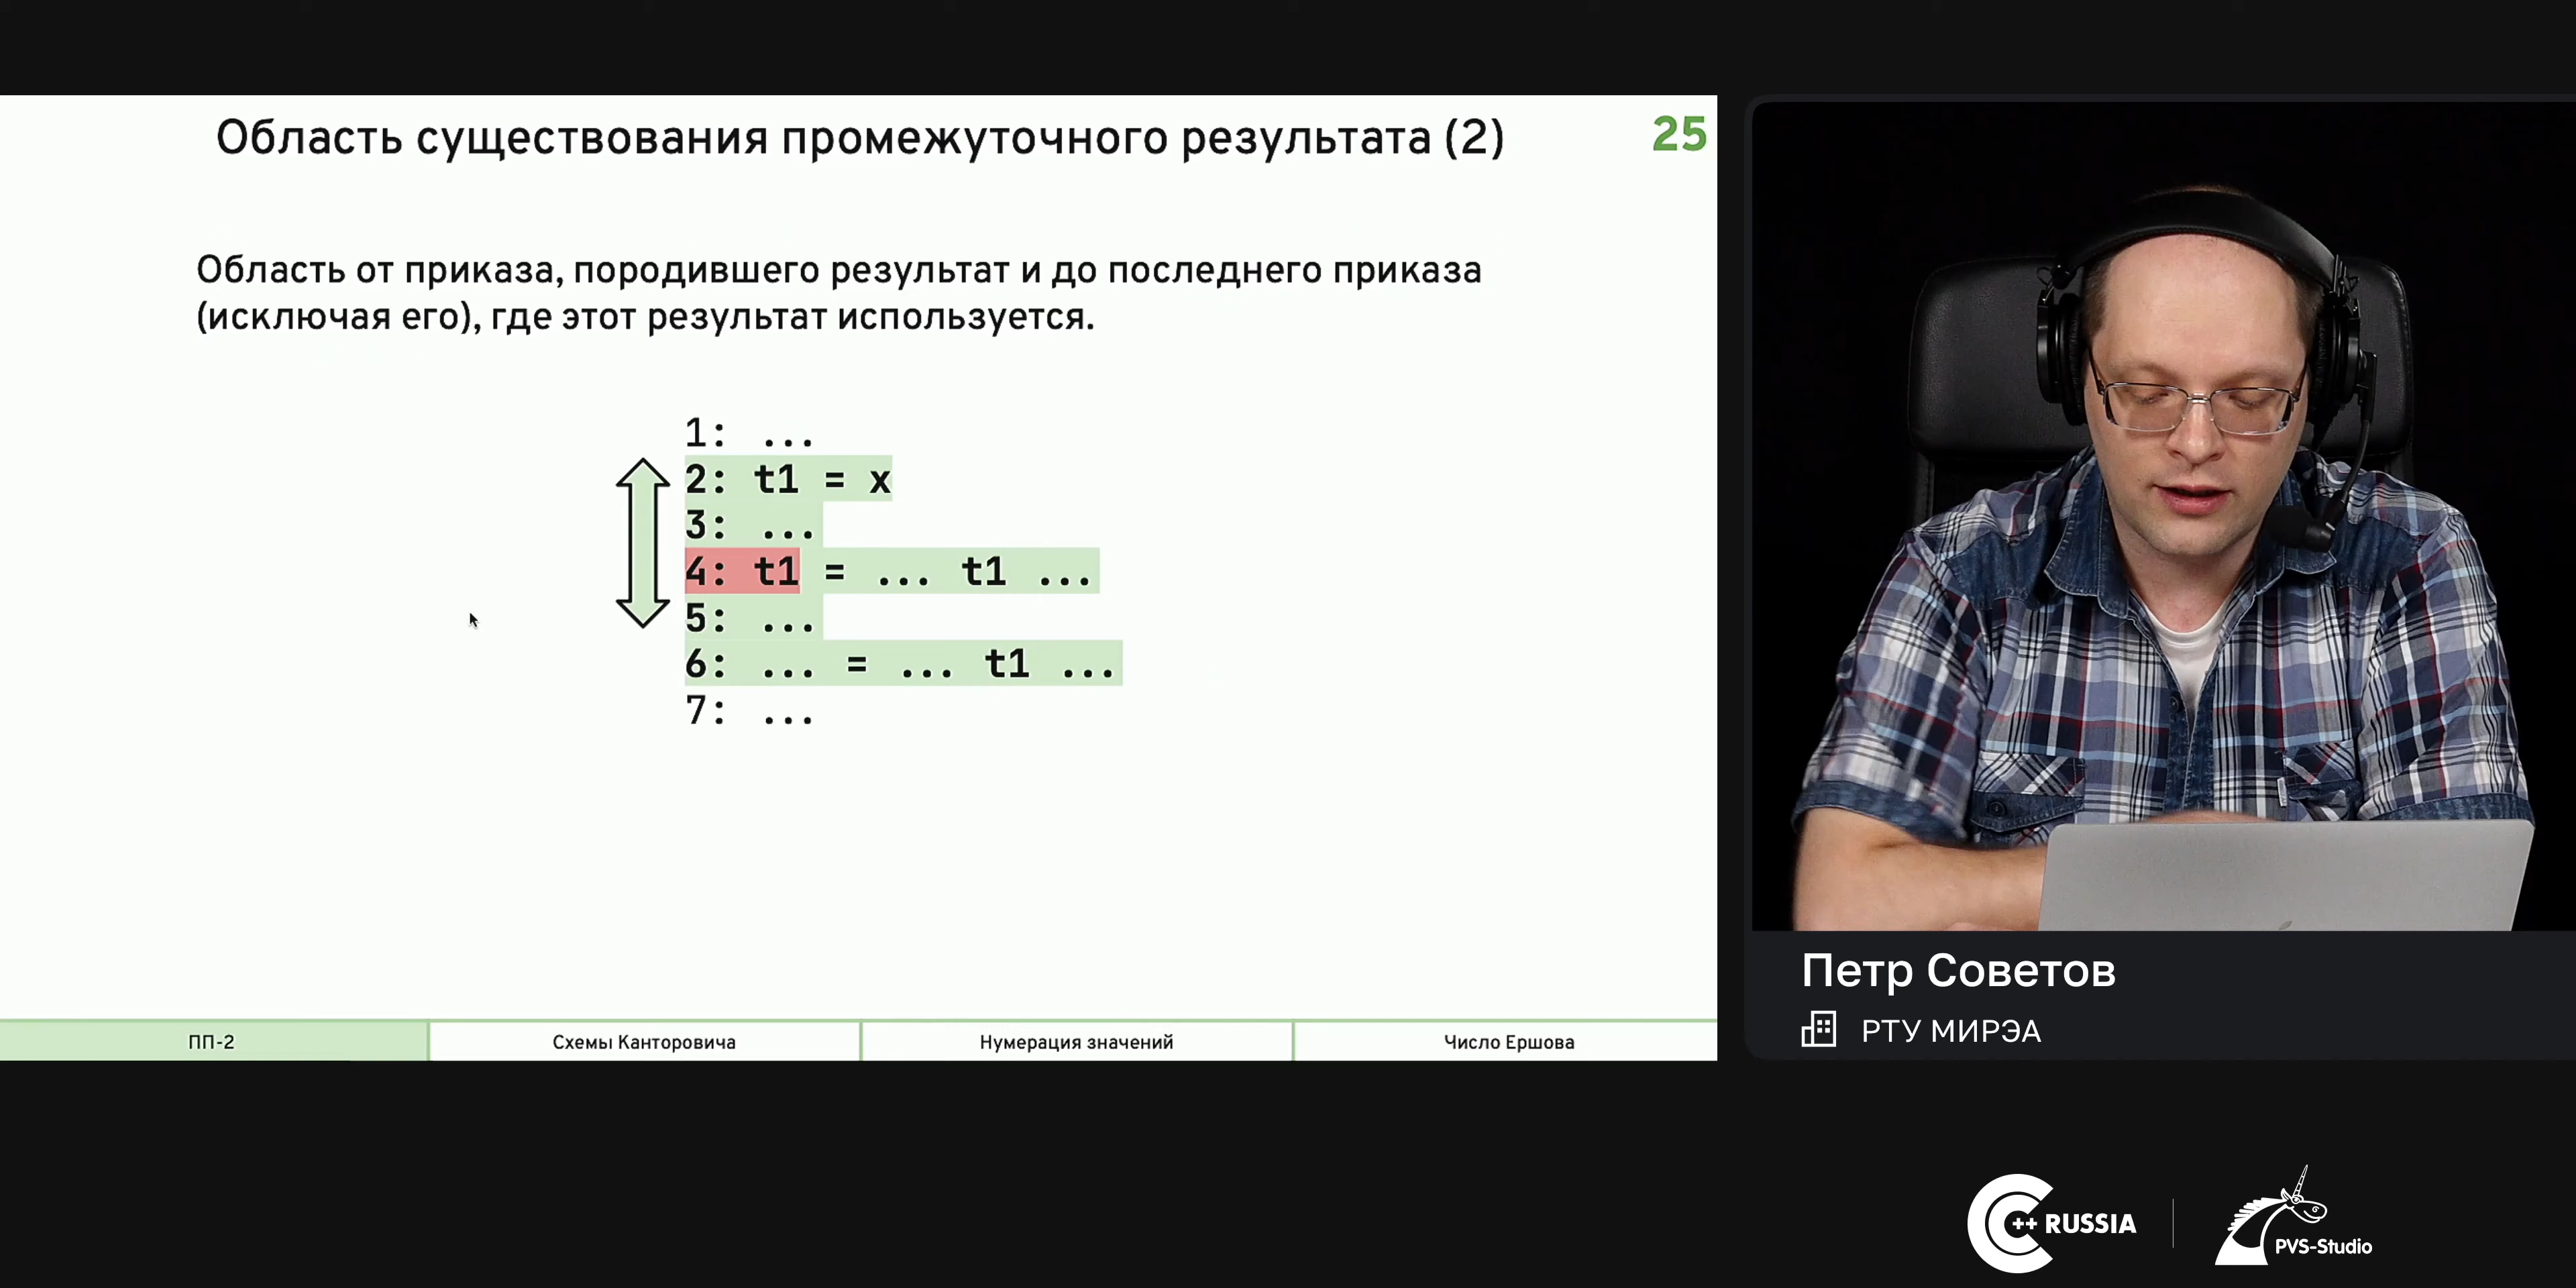 Область существования промежуточного результата (2)
25
Область от приказа, породившего результат и до последнего приказа
(исключая его), где этот результат используется.
1: ...
2: t1 = x
3: ...
4: t1 = ... t1 ...
5: ...
6: ... = ... t1 ...
7: ...
ПП-2
Схемы Канторовича
Нумерация значений
Число Ершова
Петр Советов
РТУ МИРЭА
C++ RUSSIA
PVS-Studio